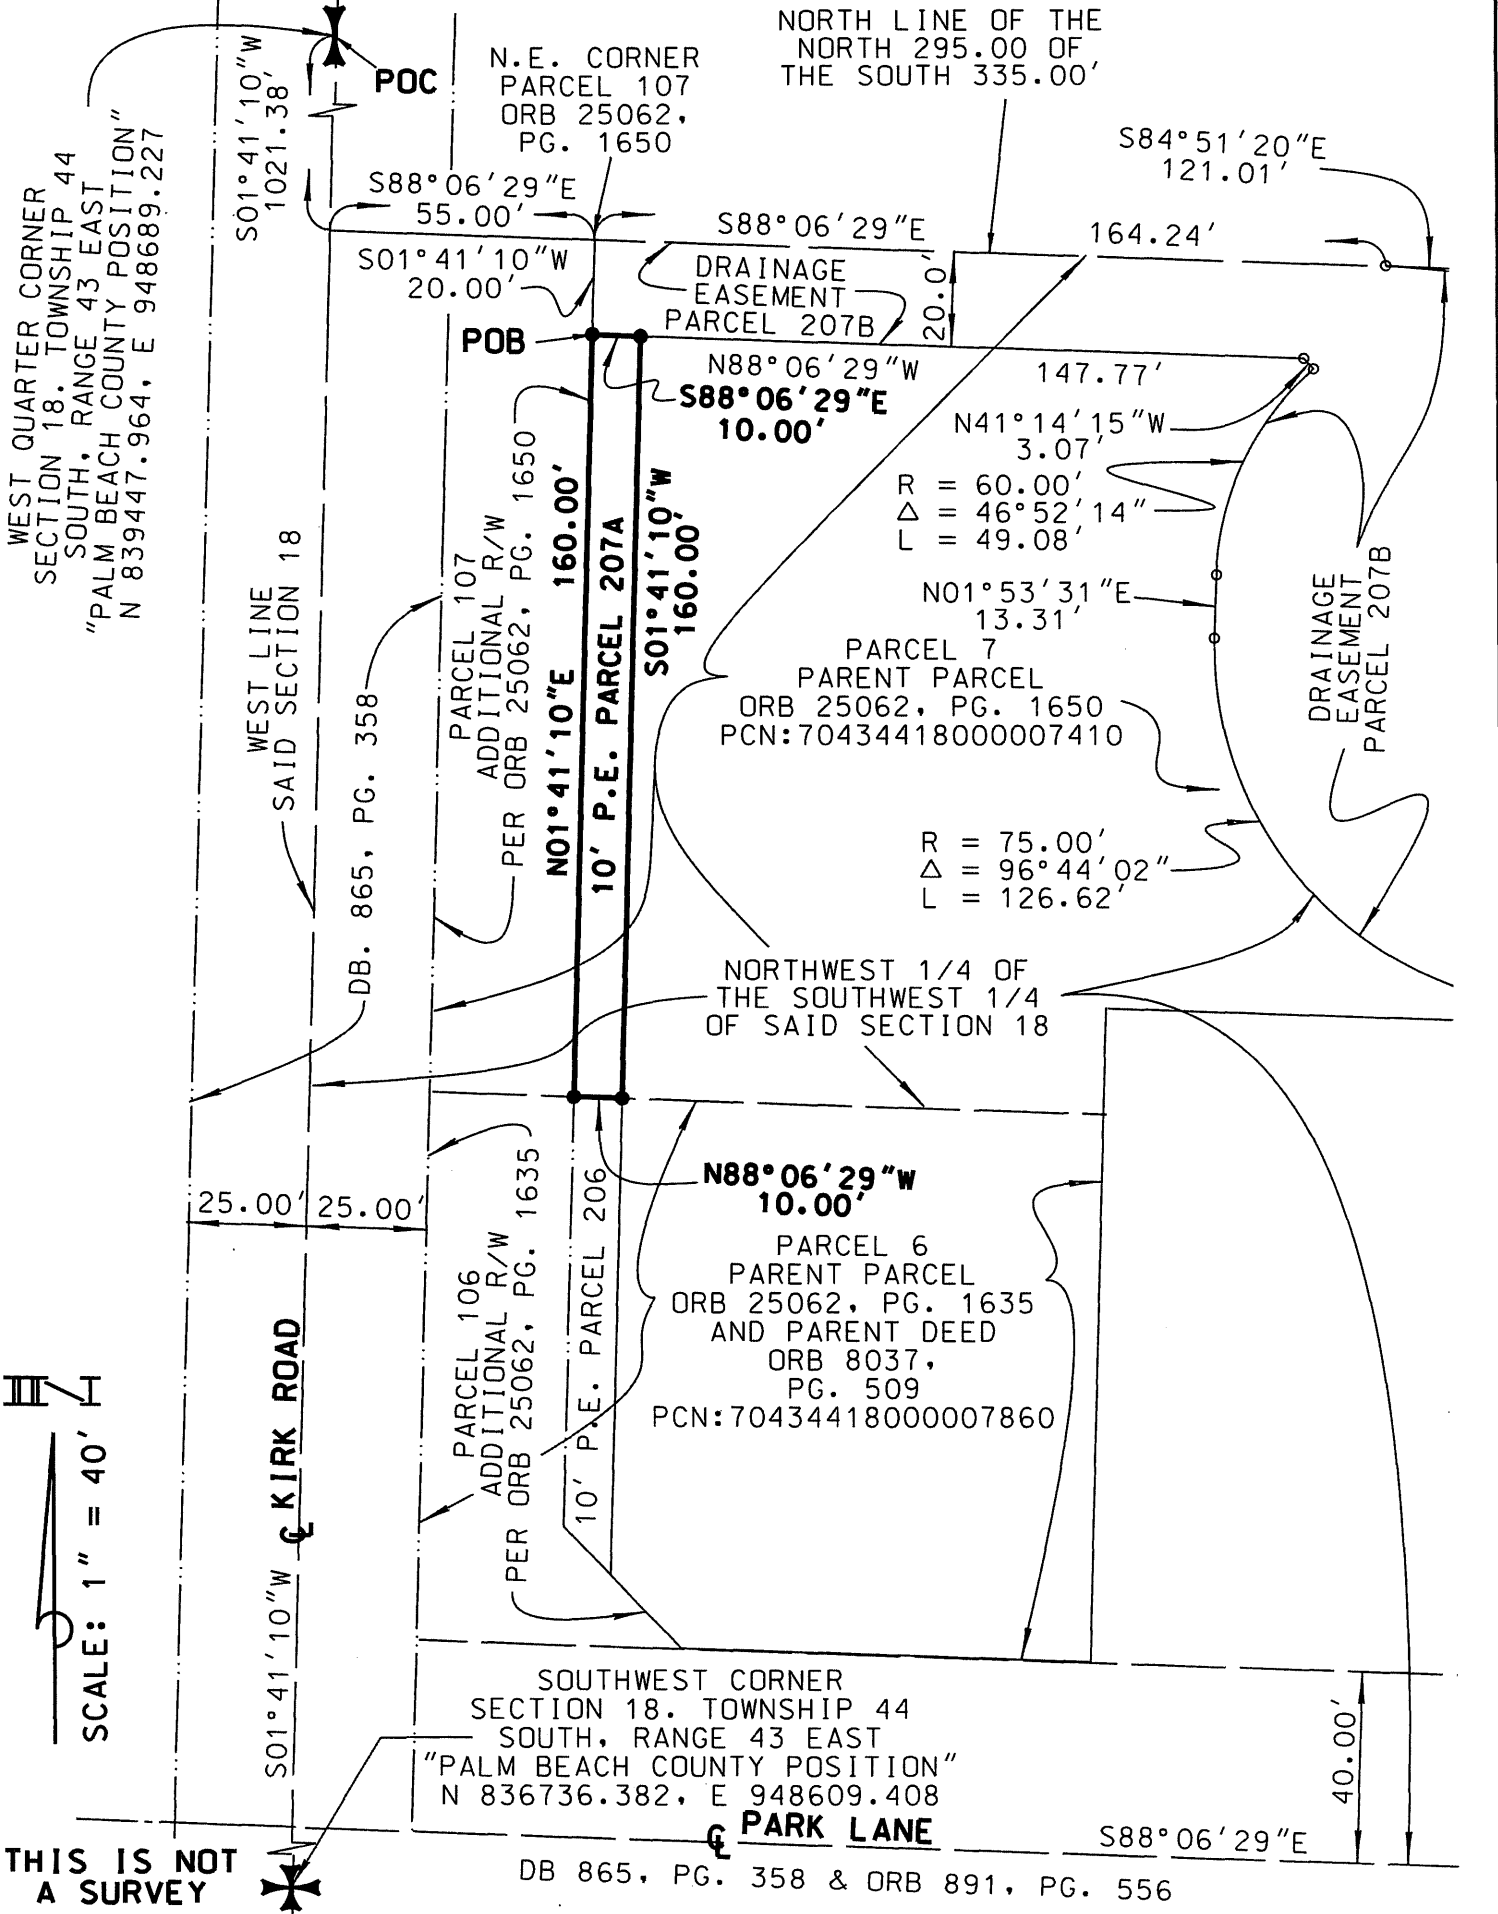 NORTH LINE OF THE
NORTH 295.00 OF
THE SOUTH 335.00'
POC
N.E. CORNER
PARCEL 107
ORB 25062,
PG. 1650
S01°41'10"W
1021.38'
WEST QUARTER CORNER
SECTION 18. TOWNSHIP 44
SOUTH, RANGE 43 EAST
"PALM BEACH COUNTY POSITION"
N 839447.964, E 948689.227
S84°51'20"E
121.01'
S88°06'29"E
55.00'
S88°06'29"E
164.24'
S01°41'10"W
20.00'
DRAINAGE
EASEMENT
PARCEL 207B
20.0'
POB
N88°06'29"W
147.77'
S88°06'29"E
10.00'
N41°14'15"W
3.07'
R = 60.00'
Δ = 46°52'14"
L = 49.08'
N01°53'31"E
13.31'
DRAINAGE
EASEMENT
PARCEL 207B
PARCEL 7
PARENT PARCEL
ORB 25062, PG. 1650
PCN:70434418000007410
R = 75.00'
Δ = 96°44'02"
L = 126.62'
WEST LINE
SAID SECTION 18
DB. 865, PG. 358
PARCEL 107
ADDITIONAL R/W
PER ORB 25062, PG. 1650
N01°41'10"E 160.00'
10' P.E. PARCEL 207A
S01°41'10"W
160.00'
NORTHWEST 1/4 OF
THE SOUTHWEST 1/4
OF SAID SECTION 18
N88°06'29"W
10.00'
25.00'
25.00'
PARCEL 106
ADDITIONAL R/W
PER ORB 25062, PG. 1635
10' P.E. PARCEL 206
PARCEL 6
PARENT PARCEL
ORB 25062, PG. 1635
AND PARENT DEED
ORB 8037,
PG. 509
PCN:70434418000007860
SCALE: 1" = 40'
℄ KIRK ROAD
S01°41'10"W
SOUTHWEST CORNER
SECTION 18. TOWNSHIP 44
SOUTH, RANGE 43 EAST
"PALM BEACH COUNTY POSITION"
N 836736.382, E 948609.408
40.00'
℄ PARK LANE
S88°06'29"E
DB 865, PG. 358 & ORB 891, PG. 556
THIS IS NOT
A SURVEY